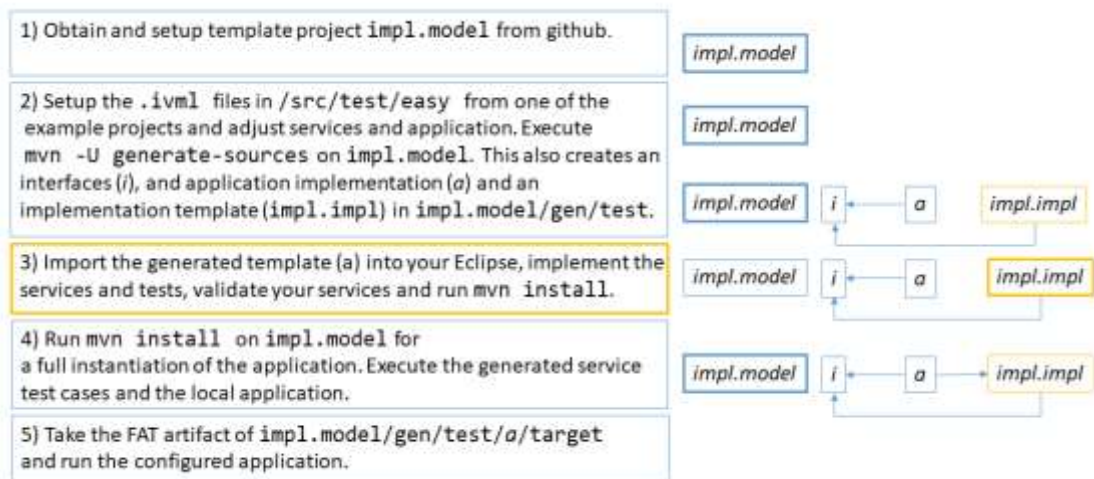 1) Obtain and setup template project impl.model from github.
impl.model
2) Setup the .ivml files in /src/test/easy from one of the
example projects and adjust services and application. Execute
mvn -U generate-sources on impl.model. This also creates an
interfaces (i), and application implementation (a) and an
implementation template (impl.impl) in impl.model/gen/test.
impl.model
impl.model i a impl.impl
3) Import the generated template (a) into your Eclipse, implement the
services and tests, validate your services and run mvn install.
impl.model i a impl.impl
4) Run mvn install on impl.model for
a full instantiation of the application. Execute the generated service
test cases and the local application.
impl.model i a impl.impl
5) Take the FAT artifact of impl.model/gen/test/a/target
and run the configured application.